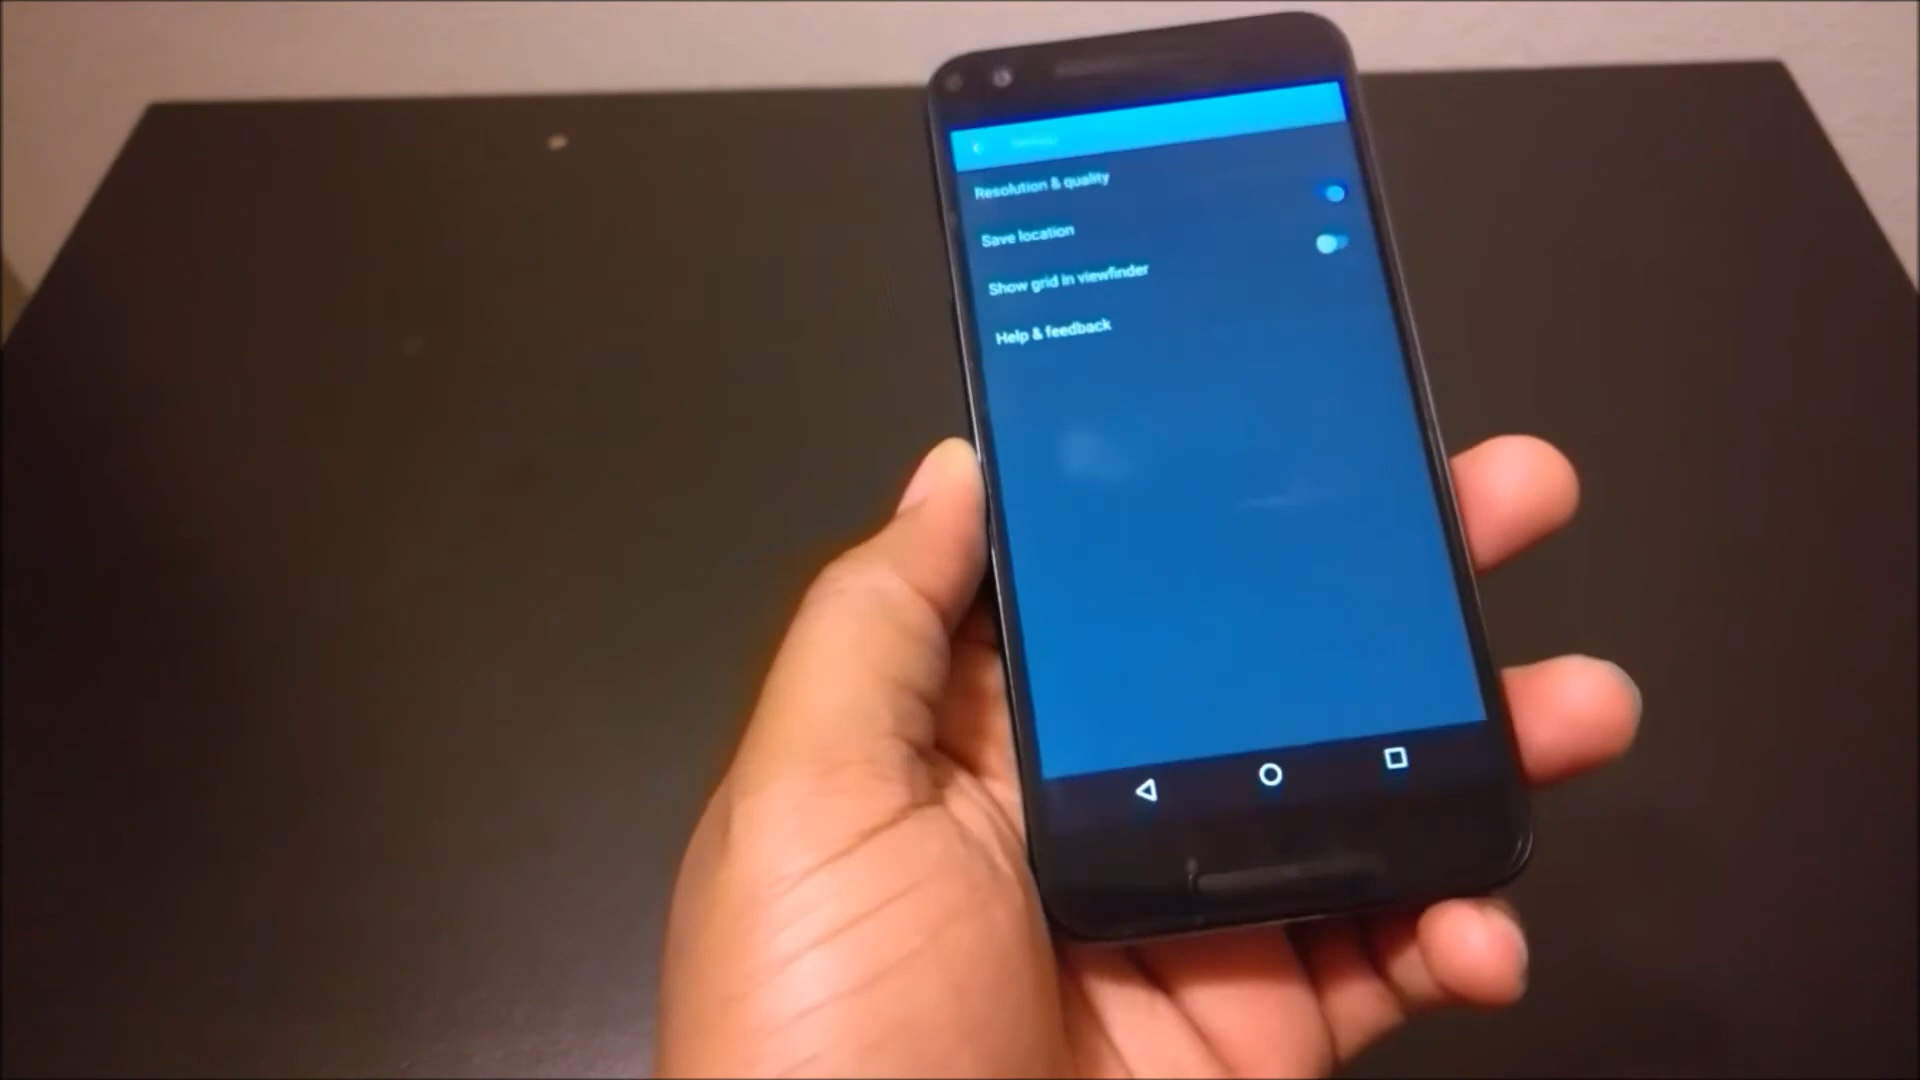 Resolution & quality
Save location
Show grid in viewfinder
Help & feedback